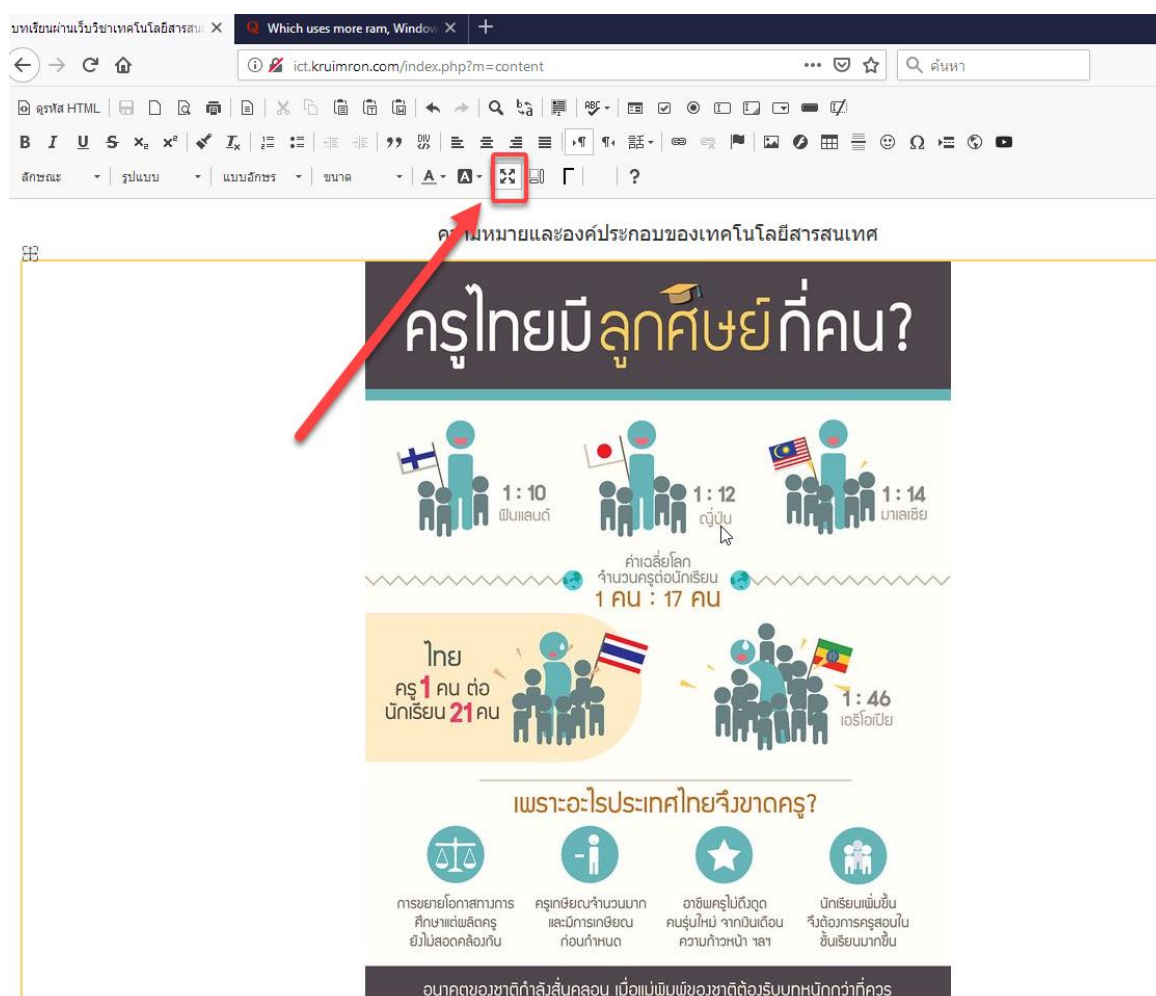 บทเรียนผ่านเว็บวิชาเทคโนโลยีสารสน
Which uses more ram, Window
ict.kruimron.com/index.php?m=content
ค้นหา
ดูรหัส HTML
ลักษณะ รูปแบบ แบบอักษร ขนาด
ความหมายและองค์ประกอบของเทคโนโลยีสารสนเทศ
ครูไทยมีลูกศิษย์กี่คน?
1 : 10
ฟินแลนด์
1 : 12
ญี่ปุ่น
1 : 14
มาเลเซีย
ค่าเฉลี่ยโลก
จำนวนครูต่อนักเรียน
1 คน : 17 คน
ไทย
ครู 1 คน ต่อ
นักเรียน 21 คน
1 : 46
เอธิโอเปีย
เพราะอะไรประเทศไทยจึงขาดครู?
การขยายโอกาสทางการ
ศึกษาแต่ผลิตครู
ยังไม่สอดคล้องกัน
ครูเกษียณจำนวนมาก
และมีการเกษียณ
ก่อนกำหนด
อาชีพครูไม่ดึงดูด
คนรุ่นใหม่ จากเงินเดือน
ความก้าวหน้า ฯลฯ
นักเรียนเพิ่มขึ้น
จึงต้องการครูสอนใน
ชั้นเรียนมากขึ้น
อนาคตของชาติกำลังสั่นคลอน เมื่อแม่พิมพ์ของชาติต้องรับบทหนักกว่าที่ควร